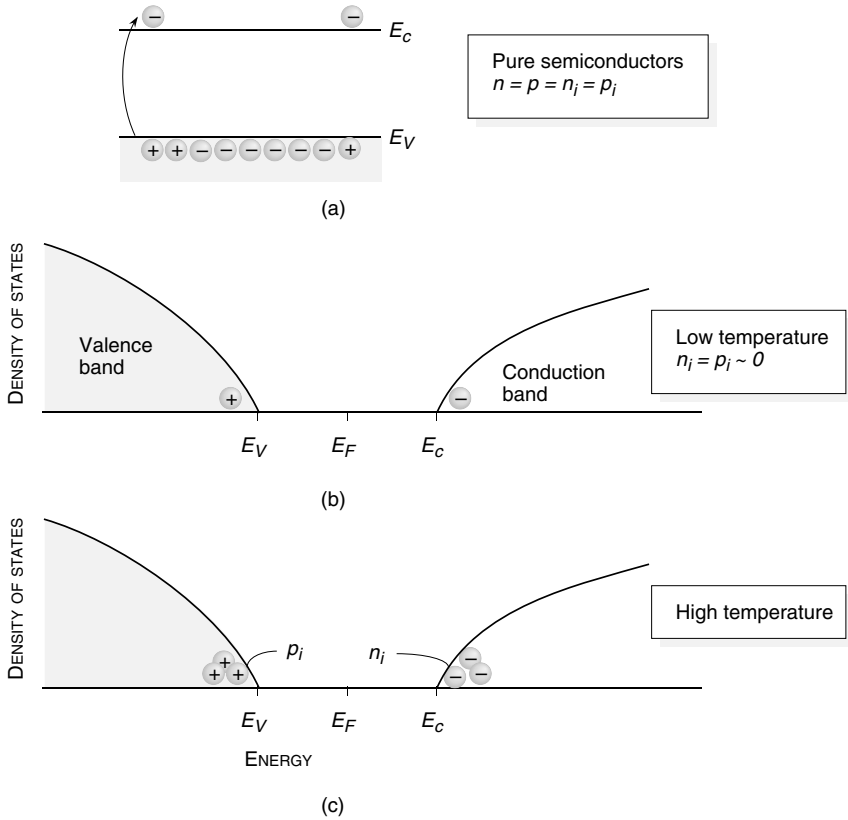 − −
E_c
Pure semiconductors
n = p = n_i = p_i
E_V
+ + − − − − − − +
(a)
DENSITY OF STATES
Valence
band
+
Conduction
band
−
Low temperature
n_i = p_i ~ 0
E_V E_F E_c
(b)
DENSITY OF STATES
High temperature
p_i n_i
+ + +
− − −
E_V E_F E_c
ENERGY
(c)